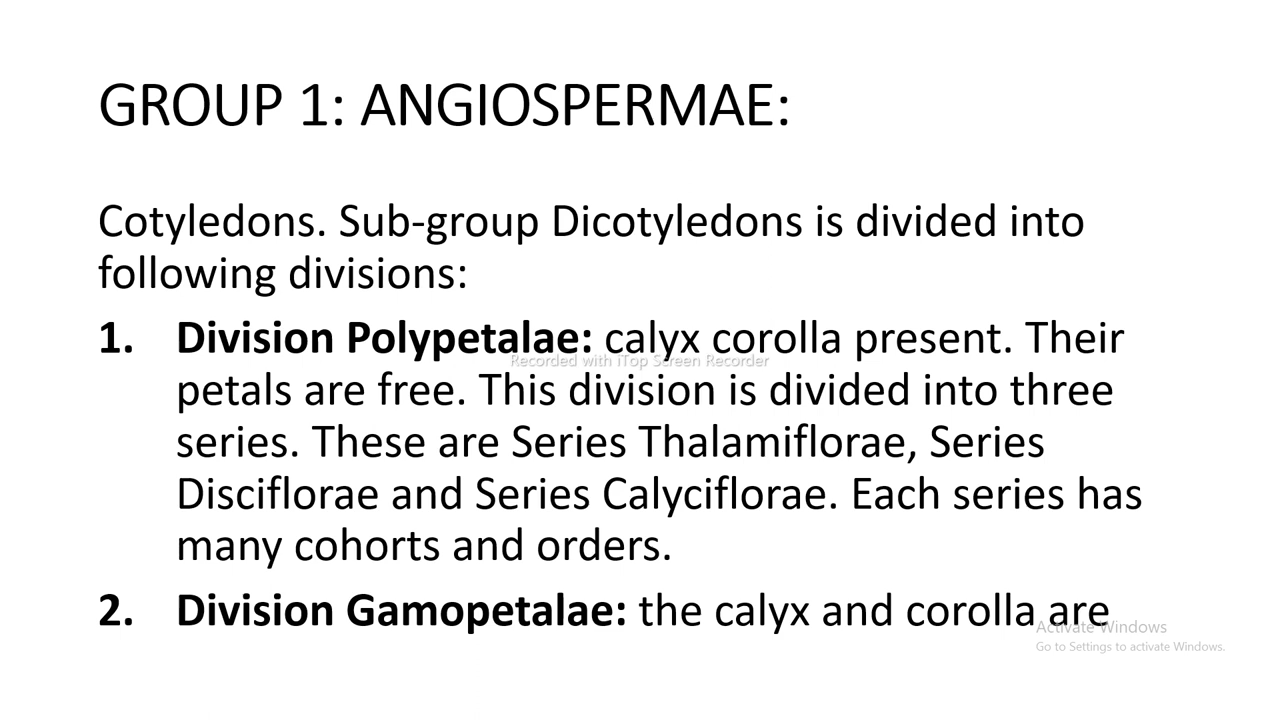 GROUP 1: ANGIOSPERMAE:
Cotyledons. Sub-group Dicotyledons is divided into
following divisions:
1. Division Polypetalae: calyx corolla present. Their
Recorded with iTop Screen Recorder
petals are free. This division is divided into three
series. These are Series Thalamiflorae, Series
Disciflorae and Series Calyciflorae. Each series has
many cohorts and orders.
2. Division Gamopetalae: the calyx and corolla are
Activate Windows
Go to Settings to activate Windows.